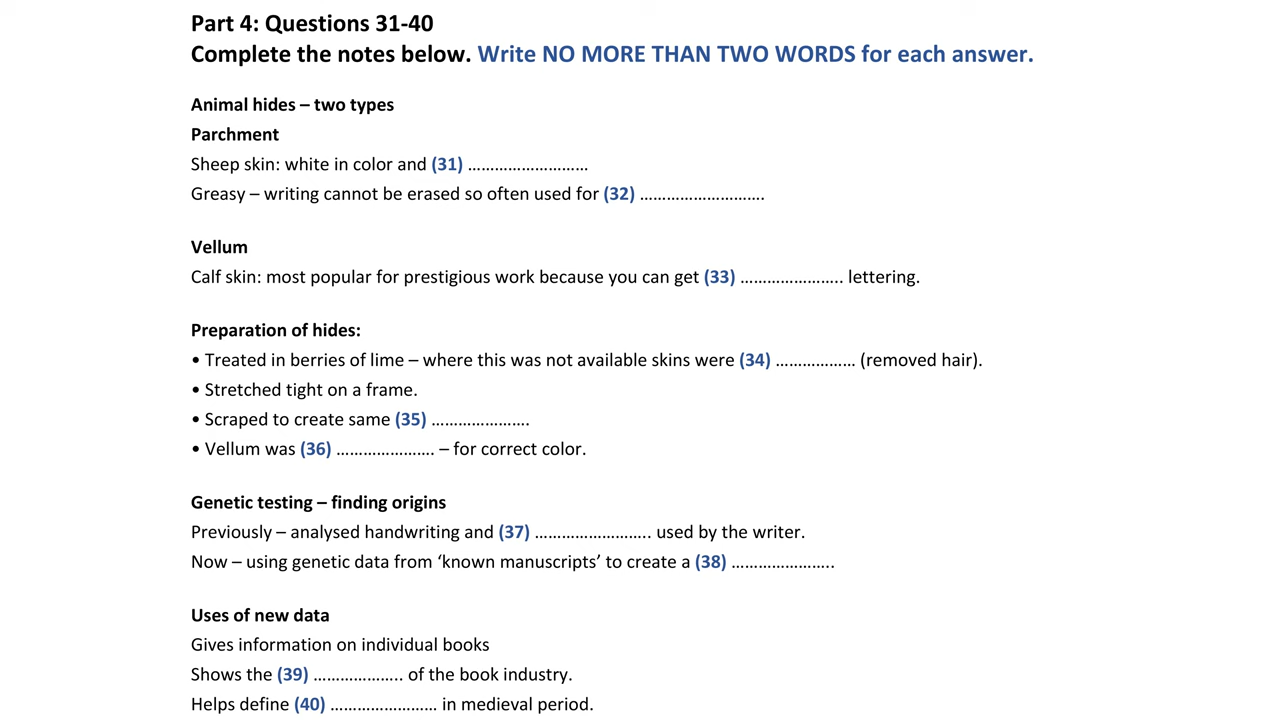 Part 4: Questions 31-40
Complete the notes below. Write NO MORE THAN TWO WORDS for each answer.
Animal hides – two types
Parchment
Sheep skin: white in color and (31) ………………………
Greasy – writing cannot be erased so often used for (32) ……………………….
Vellum
Calf skin: most popular for prestigious work because you can get (33) ………………….. lettering.
Preparation of hides:
• Treated in berries of lime – where this was not available skins were (34) ……………… (removed hair).
• Stretched tight on a frame.
• Scraped to create same (35) ………………….
• Vellum was (36) …………………. – for correct color.
Genetic testing – finding origins
Previously – analysed handwriting and (37) …………………….. used by the writer.
Now – using genetic data from ‘known manuscripts’ to create a (38) …………………..
Uses of new data
Gives information on individual books
Shows the (39) ……………….. of the book industry.
Helps define (40) …………………… in medieval period.